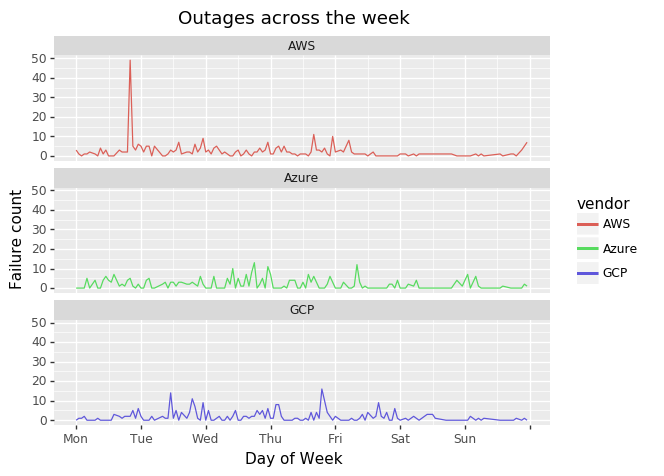 Outages across the week
AWS
50
40
30
20
10
0
Azure
50
40
30
20
10
0
GCP
50
40
30
20
10
0
Mon Tue Wed Thu Fri Sat Sun
Day of Week
Failure count
vendor
AWS
Azure
GCP